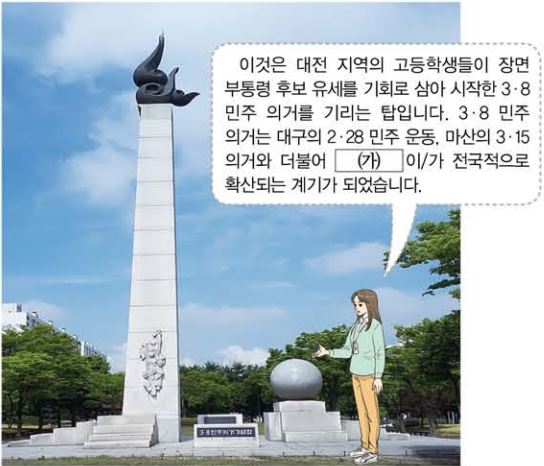 이것은 대전 지역의 고등학생들이 장면
부통령 후보 유세를 기회로 삼아 시작한 3·8
민주 의거를 기리는 탑입니다. 3·8 민주
의거는 대구의 2·28 민주 운동, 마산의 3·15
의거와 더불어 (가) 이/가 전국적으로
확산되는 계기가 되었습니다.
3·8민주의거기념탑